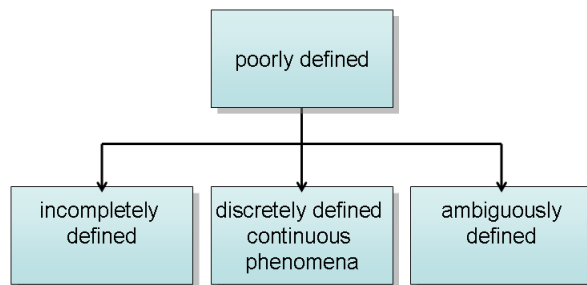 poorly defined
incompletely
defined
discretely defined
continuous
phenomena
ambiguously
defined